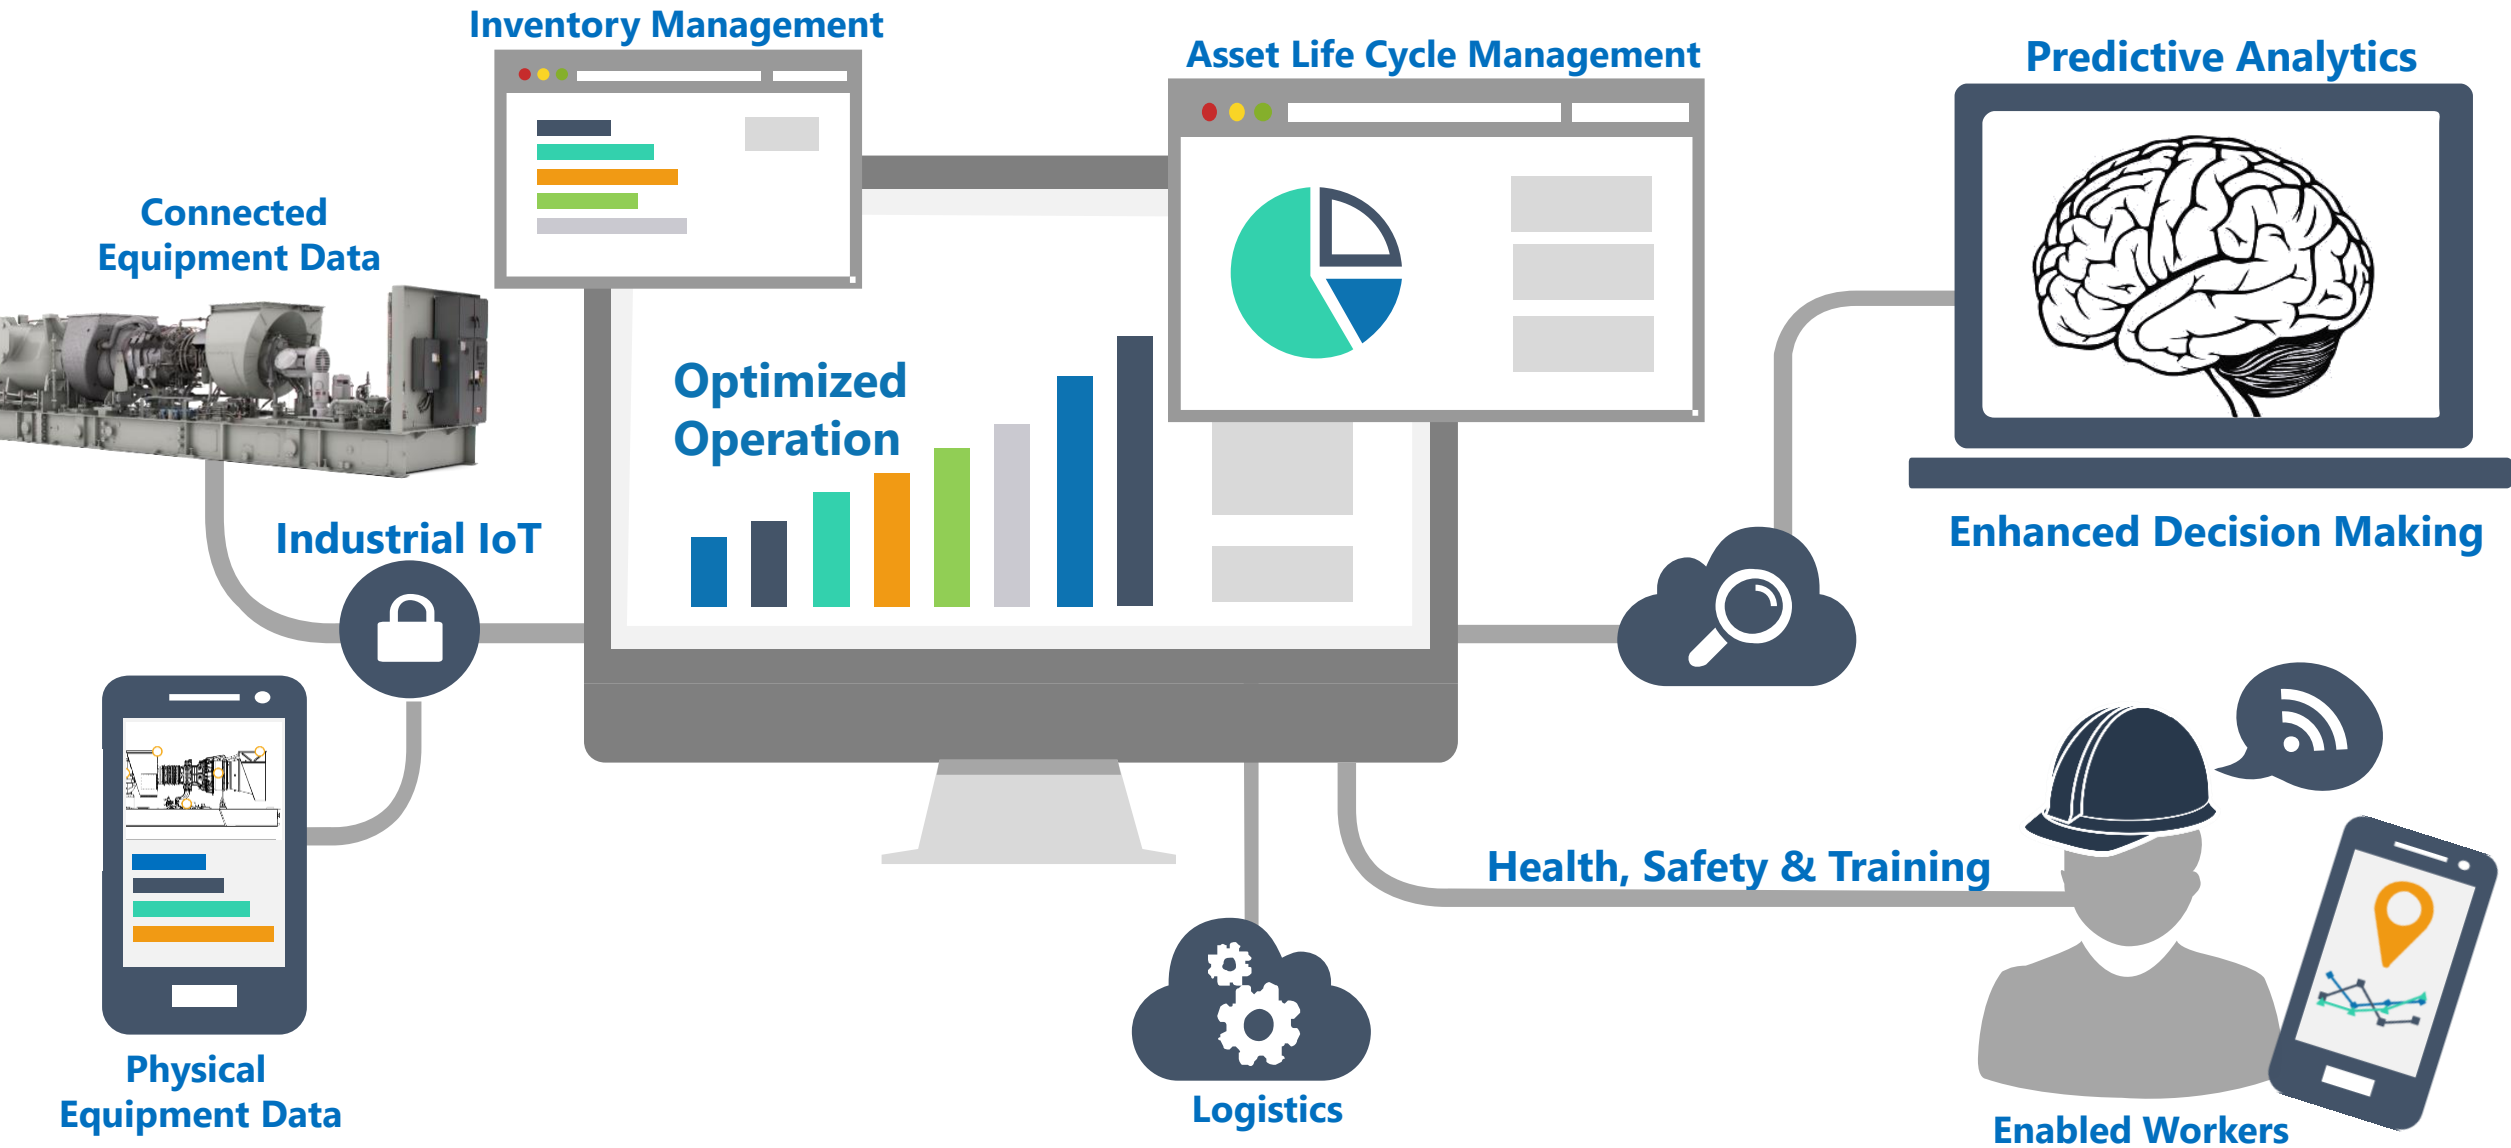 Inventory Management
Asset Life Cycle Management
Predictive Analytics
Connected
Equipment Data
Optimized
Operation
Industrial IoT
Enhanced Decision Making
Health, Safety & Training
Physical
Equipment Data
Logistics
Enabled Workers